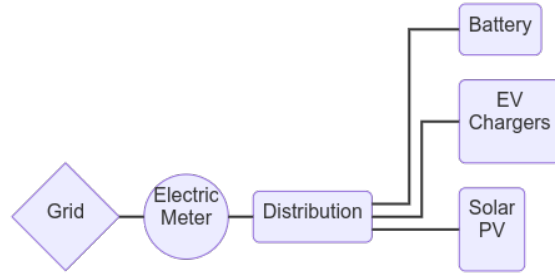 Battery
EV
Chargers
Grid
Electric
Meter
Distribution
Solar
PV